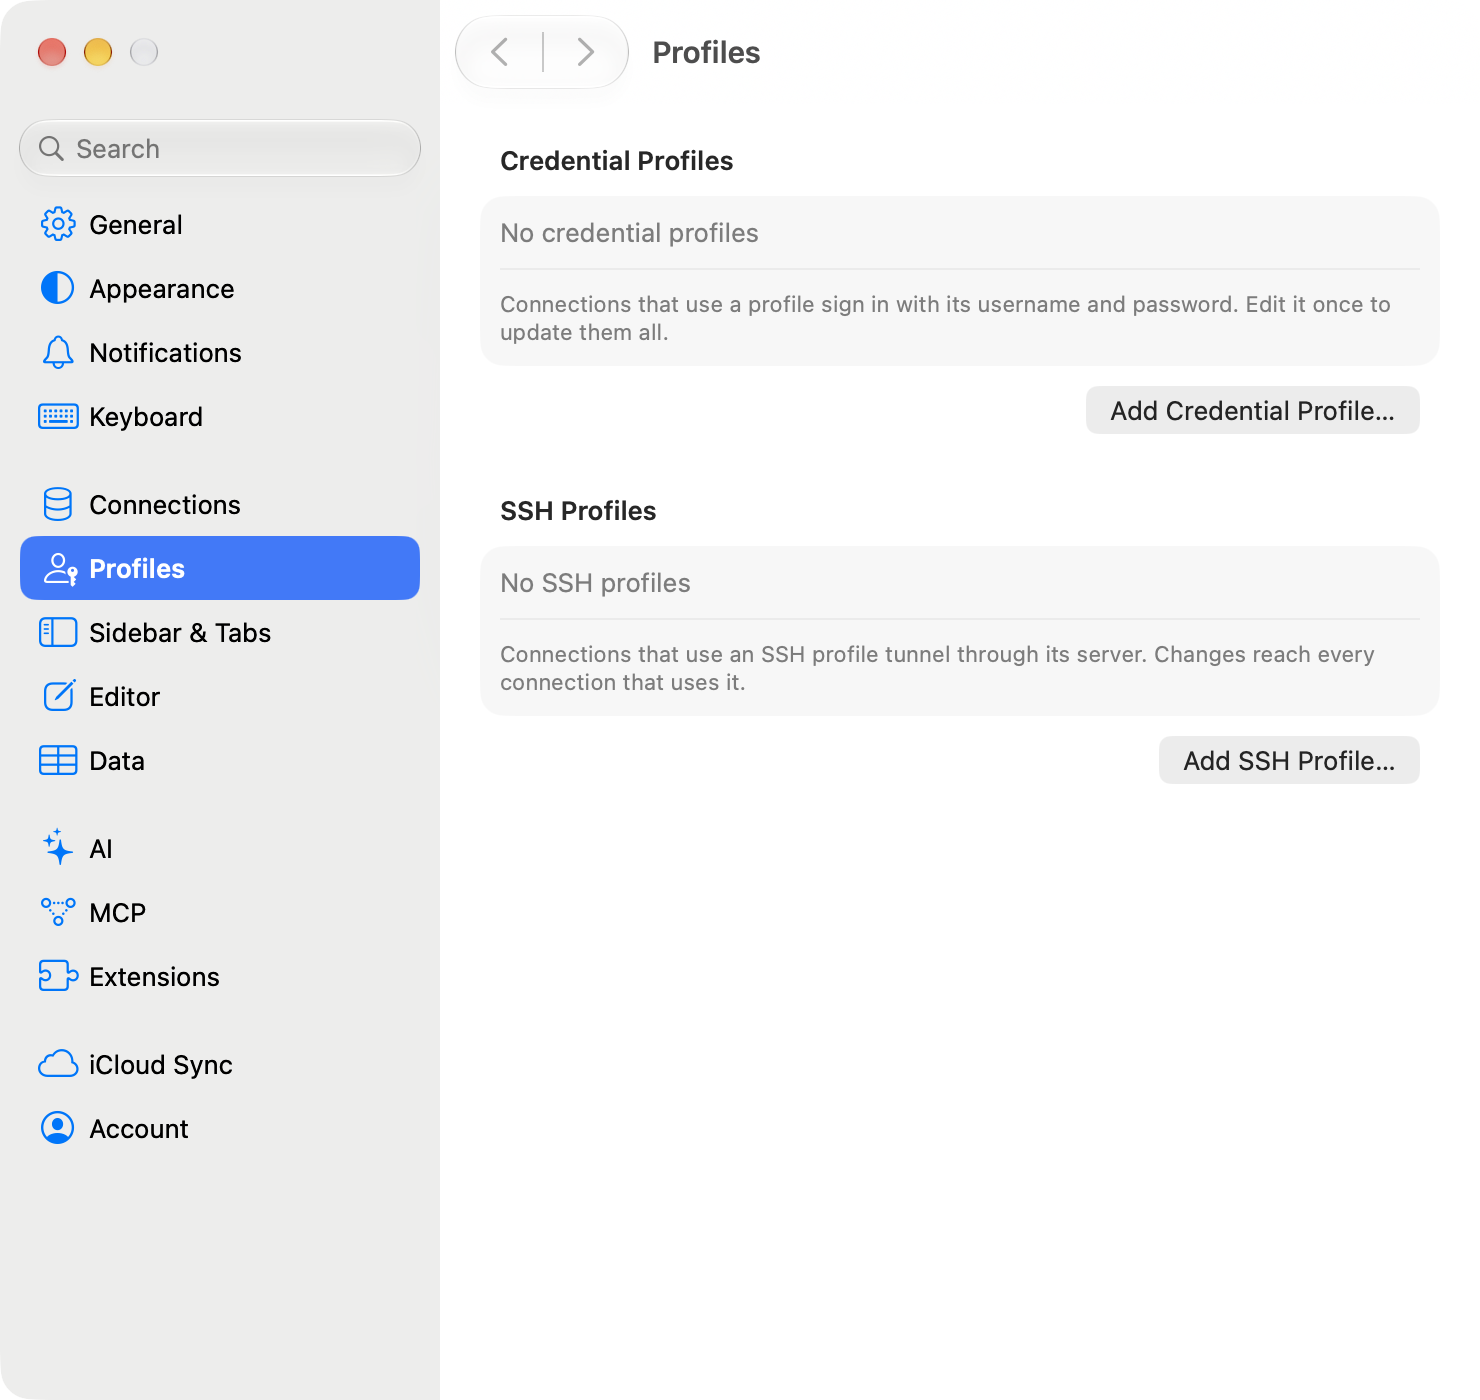 Search
General
Appearance
Notifications
Keyboard
Connections
Profiles
Sidebar & Tabs
Editor
Data
AI
MCP
Extensions
iCloud Sync
Account
Profiles
Credential Profiles
No credential profiles
Connections that use a profile sign in with its username and password. Edit it once to
update them all.
Add Credential Profile...
SSH Profiles
No SSH profiles
Connections that use an SSH profile tunnel through its server. Changes reach every
connection that uses it.
Add SSH Profile...